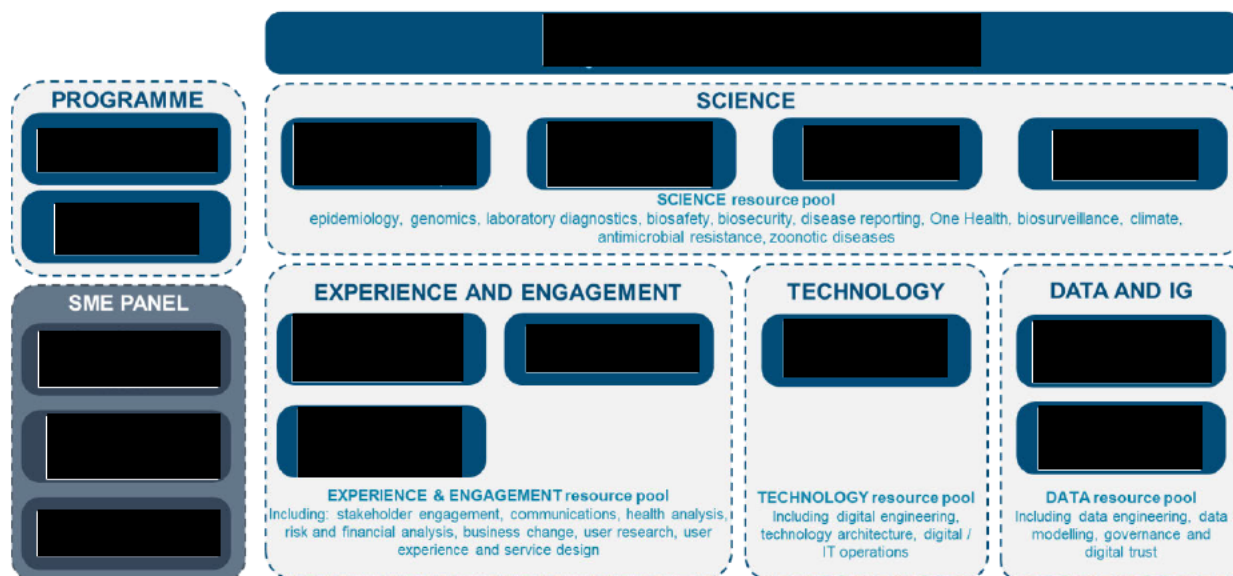 PROGRAMME
SCIENCE
SCIENCE resource pool
epidemiology, genomics, laboratory diagnostics, biosafety, biosecurity, disease reporting, One Health, biosurveillance, climate,
antimicrobial resistance, zoonotic diseases
SME PANEL
EXPERIENCE AND ENGAGEMENT
EXPERIENCE & ENGAGEMENT resource pool
Including: stakeholder engagement, communications, health analysis,
risk and financial analysis, business change, user research, user
experience and service design
TECHNOLOGY
TECHNOLOGY resource pool
Including digital engineering,
technology architecture, digital /
IT operations
DATA AND IG
DATA resource pool
Including data engineering, data
modelling, governance and
digital trust